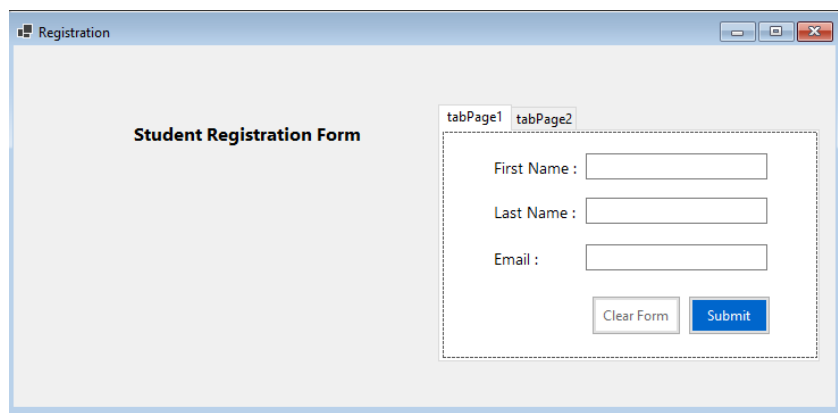 Registration
Student Registration Form
tabPage1 tabPage2
First Name :
Last Name :
Email :
Clear Form Submit